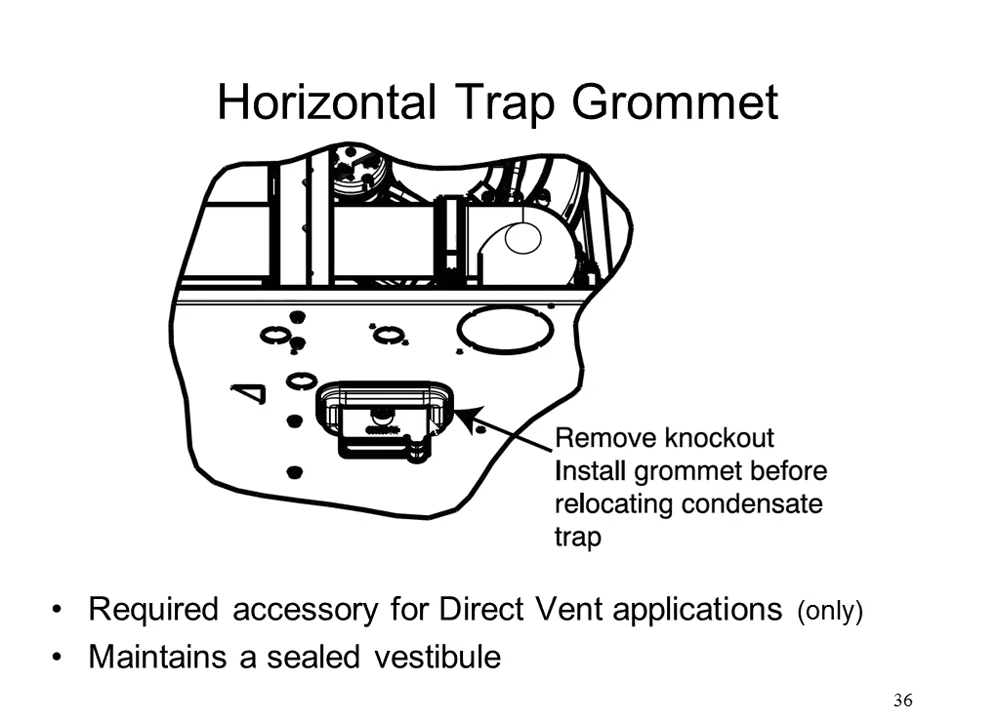 Horizontal Trap Grommet
Remove knockout
Install grommet before
relocating condensate
trap
• Required accessory for Direct Vent applications (only)
• Maintains a sealed vestibule
36